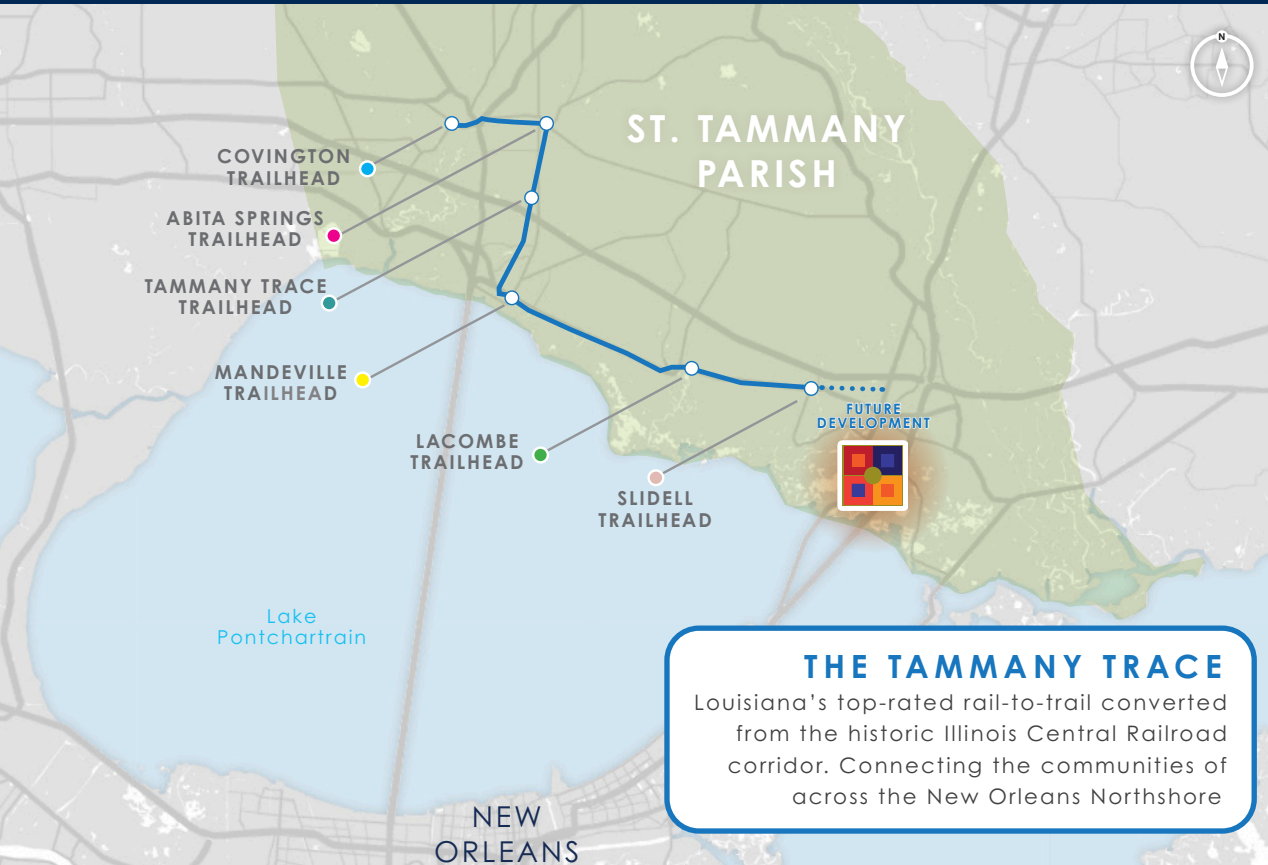 N
ST. TAMMANY
PARISH
COVINGTON
TRAILHEAD
ABITA SPRINGS
TRAILHEAD
TAMMANY TRACE
TRAILHEAD
MANDEVILLE
TRAILHEAD
LACOMBE
TRAILHEAD
SLIDELL
TRAILHEAD
FUTURE
DEVELOPMENT
Lake
Pontchartrain
THE TAMMANY TRACE
Louisiana’s top-rated rail-to-trail converted
from the historic Illinois Central Railroad
corridor. Connecting the communities of
across the New Orleans Northshore
NEW
ORLEANS